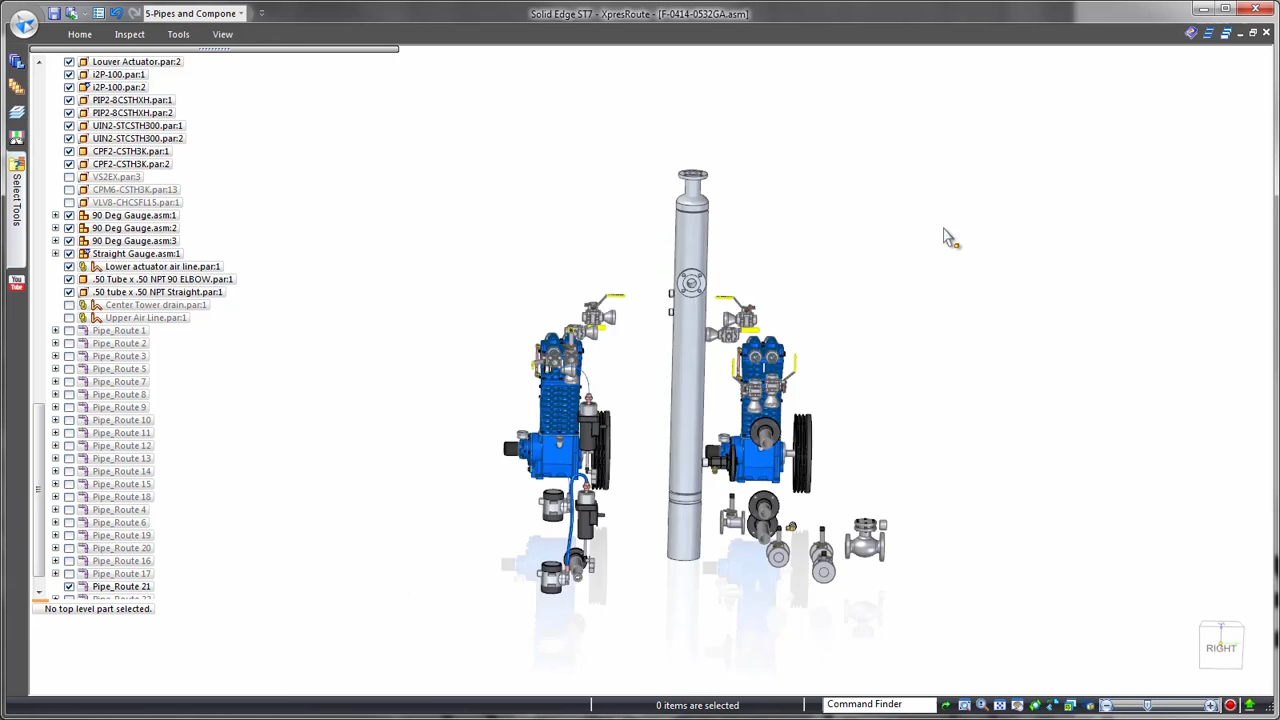 5-Pipes and Compone
Solid Edge ST7 - XpresRoute - [F-0414-0532GA.asm]
Home Inspect Tools View
Louver Actuator.par:2
i2P-100.par:1
i2P-100.par:2
PIP2-8CSTHXH.par:1
PIP2-8CSTHXH.par:2
UIN2-STCSTH300.par:1
UIN2-STCSTH300.par:2
CPF2-CSTH3K.par:1
CPF2-CSTH3K.par:2
VS2EX.par:3
CPM6-CSTH3K.par:13
VLV8-CHCSFL15.par:1
90 Deg Gauge.asm:1
90 Deg Gauge.asm:2
90 Deg Gauge.asm:3
Straight Gauge.asm:1
Lower actuator air line.par:1
.50 Tube x .50 NPT 90 ELBOW.par:1
.50 tube x .50 NPT Straight.par:1
Center Tower drain.par:1
Upper Air Line.par:1
Pipe_Route 1
Pipe_Route 2
Pipe_Route 3
Pipe_Route 5
Pipe_Route 7
Pipe_Route 8
Pipe_Route 9
Pipe_Route 10
Pipe_Route 11
Pipe_Route 12
Pipe_Route 13
Pipe_Route 14
Pipe_Route 15
Pipe_Route 18
Pipe_Route 4
Pipe_Route 6
Pipe_Route 19
Pipe_Route 20
Pipe_Route 16
Pipe_Route 17
Pipe_Route 21
No top level part selected.
Select Tools
You
Tube
RIGHT
0 items are selected
Command Finder